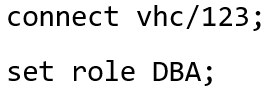 connect vhc/123;
set role DBA;